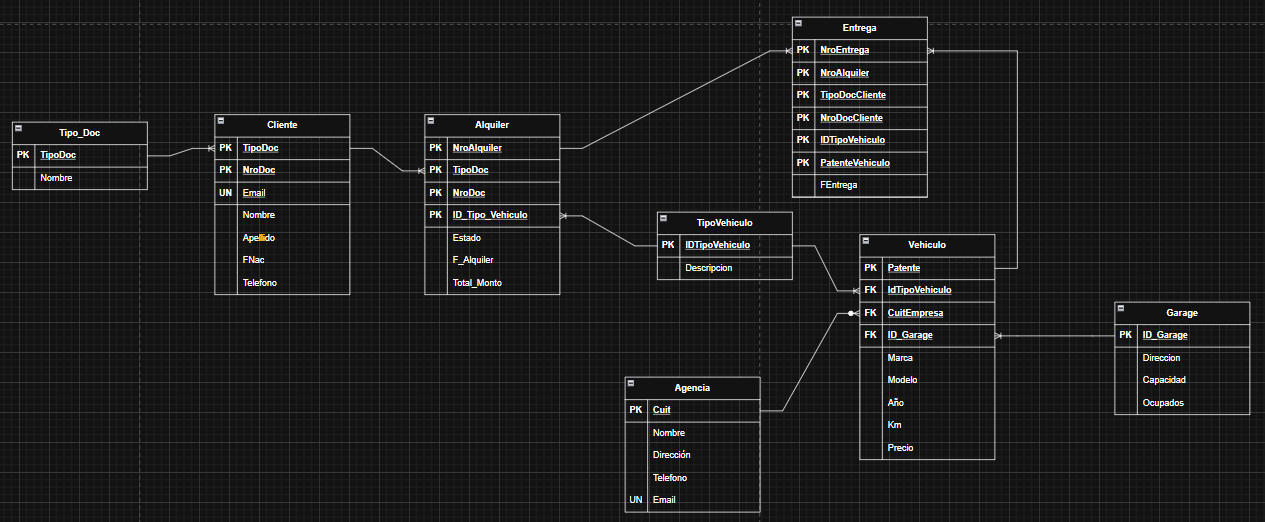 Entrega
PK NroEntrega
PK NroAlquiler
PK TipoDocCliente
PK NroDocCliente
PK IDTipoVehiculo
PK PatenteVehiculo
FEntrega
Tipo_Doc
PK TipoDoc
Nombre
Cliente
PK TipoDoc
PK NroDoc
UN Email
Nombre
Apellido
FNac
Telefono
Alquiler
PK NroAlquiler
PK TipoDoc
PK NroDoc
PK ID_Tipo_Vehiculo
Estado
F_Alquiler
Total_Monto
TipoVehiculo
PK IDTipoVehiculo
Descripcion
Vehiculo
PK Patente
FK IdTipoVehiculo
FK CuitEmpresa
FK ID_Garage
Marca
Modelo
Año
Km
Precio
Garage
PK ID_Garage
Direccion
Capacidad
Ocupados
Agencia
PK Cuit
Nombre
Dirección
Telefono
UN Email